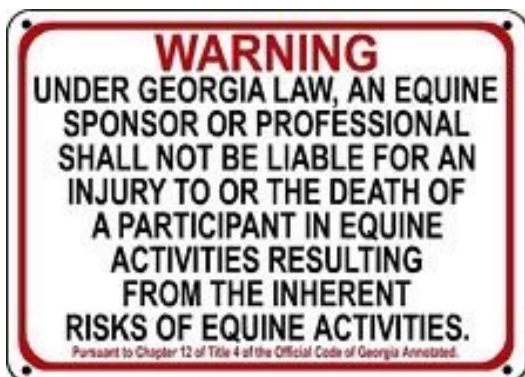 WARNING
UNDER GEORGIA LAW, AN EQUINE
SPONSOR OR PROFESSIONAL
SHALL NOT BE LIABLE FOR AN
INJURY TO OR THE DEATH OF
A PARTICIPANT IN EQUINE
ACTIVITIES RESULTING
FROM THE INHERENT
RISKS OF EQUINE ACTIVITIES.
Pursuant to Chapter 12 of Title 4 of the Official Code of Georgia Annotated.